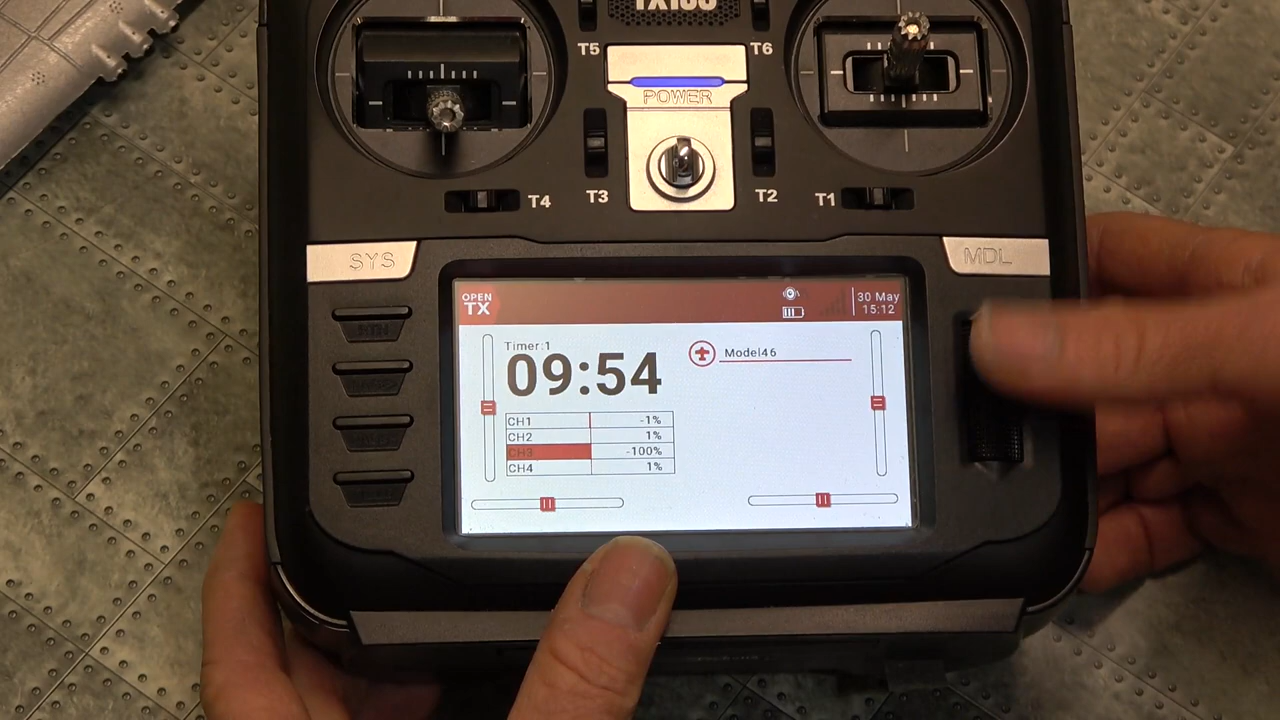 T5
T6
POWER
T4
T3
T2
T1
SYS
MDL
OPEN
TX
30 May
15:12
Timer:1
09:54
Model46
CH1 -1%
CH2 1%
CH3 -100%
CH4 1%
RTN